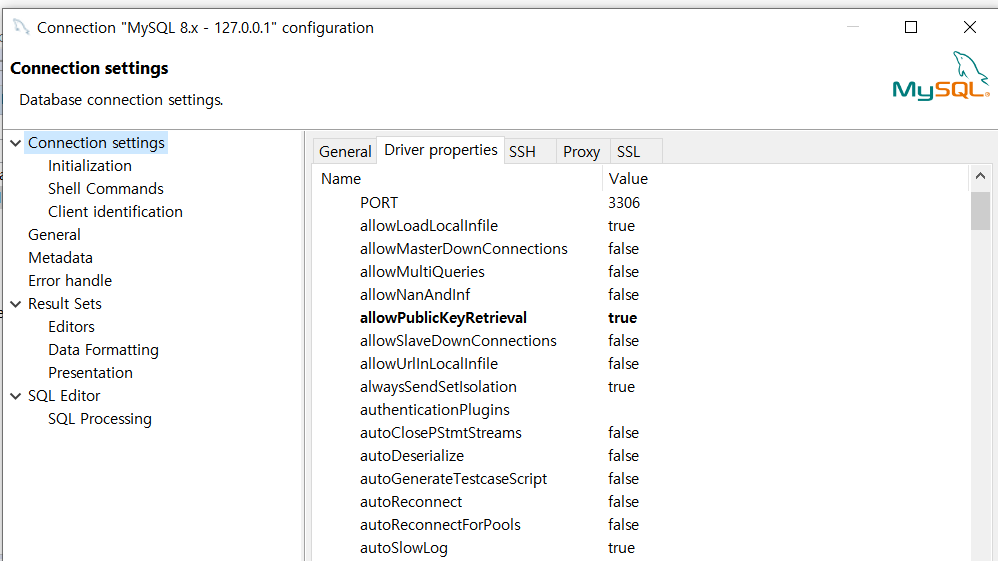 Connection "MySQL 8.x - 127.0.0.1" configuration
Connection settings
Database connection settings.
MySQL
Connection settings
Initialization
Shell Commands
Client identification
General
Metadata
Error handle
Result Sets
Editors
Data Formatting
Presentation
SQL Editor
SQL Processing
General Driver properties SSH Proxy SSL
Name Value
PORT 3306
allowLoadLocalInfile true
allowMasterDownConnections false
allowMultiQueries false
allowNanAndInf false
allowPublicKeyRetrieval true
allowSlaveDownConnections false
allowUrlInLocalInfile false
alwaysSendSetIsolation true
authenticationPlugins
autoClosePStmtStreams false
autoDeserialize false
autoGenerateTestcaseScript false
autoReconnect false
autoReconnectForPools false
autoSlowLog true